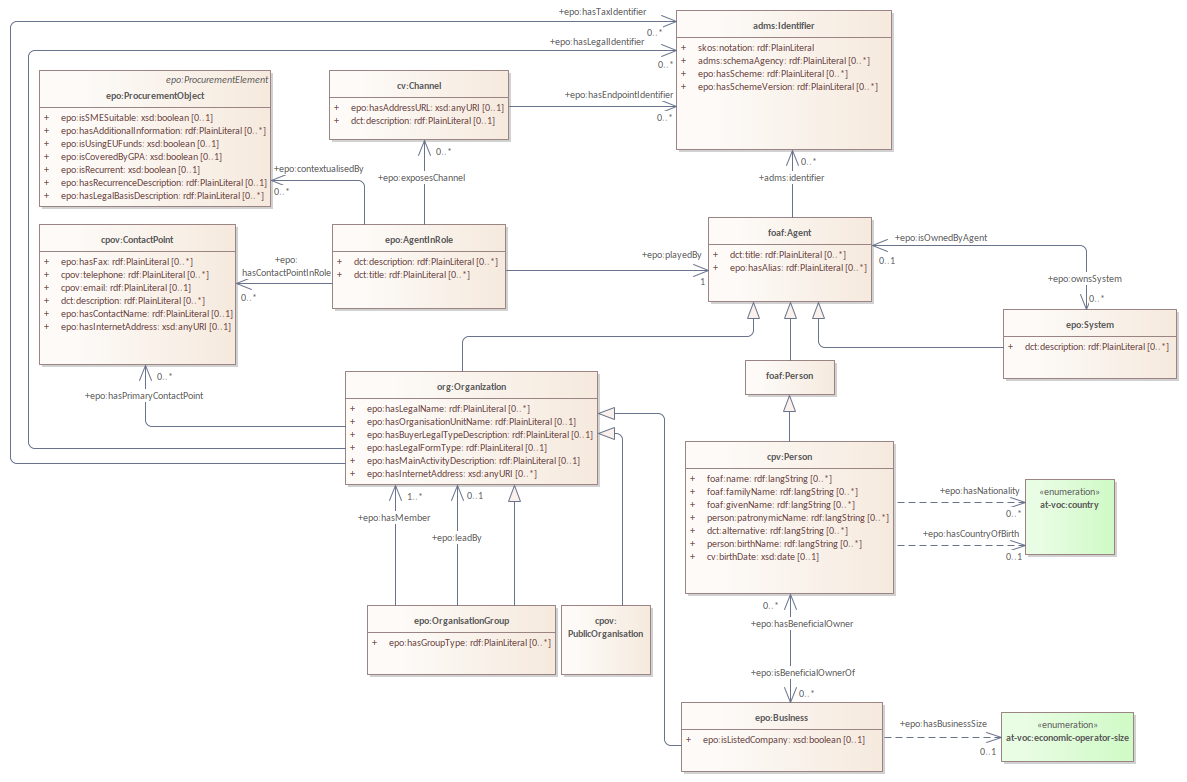 +epo:hasTaxIdentifier
0..*
+epo:hasLegalIdentifier
0..*
adms:Identifier
+ skos:notation: rdf:PlainLiteral
+ adms:schemaAgency: rdf:PlainLiteral [0..*]
+ epo:hasScheme: rdf:PlainLiteral [0..*]
+ epo:hasSchemeVersion: rdf:PlainLiteral [0..*]
epo:ProcurementElement
epo:ProcurementObject
+ epo:isSMESuitable: xsd:boolean [0..1]
+ epo:hasAdditionalInformation: rdf:PlainLiteral [0..*]
+ epo:isUsingEUFunds: xsd:boolean [0..1]
+ epo:isCoveredByGPA: xsd:boolean [0..1]
+ epo:isRecurrent: xsd:boolean [0..1]
+ epo:hasRecurrenceDescription: rdf:PlainLiteral [0..1]
+ epo:hasLegalBasisDescription: rdf:PlainLiteral [0..*]
cv:Channel
+ epo:hasAddressURL: xsd:anyURI [0..1]
+ dct:description: rdf:PlainLiteral [0..1]
+epo:hasEndpointIdentifier
0..*
0..*
+epo:exposesChannel
+epo:contextualisedBy
0..*
0..*
+adms:identifier
cpov:ContactPoint
+ epo:hasFax: rdf:PlainLiteral [0..*]
+ cpov:telephone: rdf:PlainLiteral [0..*]
+ cpov:email: rdf:PlainLiteral [0..1]
+ dct:description: rdf:PlainLiteral [0..*]
+ epo:hasContactName: rdf:PlainLiteral [0..1]
+ epo:hasInternetAddress: xsd:anyURI [0..1]
+epo:
hasContactPointInRole
0..*
epo:AgentInRole
+ dct:description: rdf:PlainLiteral [0..*]
+ dct:title: rdf:PlainLiteral [0..*]
+epo:playedBy
1
foaf:Agent
+ dct:title: rdf:PlainLiteral [0..*]
+ epo:hasAlias: rdf:PlainLiteral [0..*]
+epo:isOwnedByAgent
0..1
+epo:ownsSystem
0..*
epo:System
+ dct:description: rdf:PlainLiteral [0..*]
0..*
+epo:hasPrimaryContactPoint
org:Organization
+ epo:hasLegalName: rdf:PlainLiteral [0..*]
+ epo:hasOrganisationUnitName: rdf:PlainLiteral [0..1]
+ epo:hasBuyerLegalTypeDescription: rdf:PlainLiteral [0..1]
+ epo:hasLegalFormType: rdf:PlainLiteral [0..1]
+ epo:hasMainActivityDescription: rdf:PlainLiteral [0..1]
+ epo:hasInternetAddress: xsd:anyURI [0..*]
foaf:Person
cpv:Person
+ foaf:name: rdf:langString [0..*]
+ foaf:familyName: rdf:langString [0..*]
+ foaf:givenName: rdf:langString [0..*]
+ person:patronymicName: rdf:langString [0..*]
+ dct:alternative: rdf:langString [0..*]
+ person:birthName: rdf:langString [0..*]
+ cv:birthDate: xsd:date [0..1]
+epo:hasNationality
0..*
+epo:hasCountryOfBirth
0..1
«enumeration»
at-voc:country
1..*
+epo:hasMember
0..1
+epo:leadBy
epo:OrganisationGroup
+ epo:hasGroupType: rdf:PlainLiteral [0..*]
cpov:
PublicOrganisation
0..*
+epo:hasBeneficialOwner
+epo:isBeneficialOwnerOf
0..*
epo:Business
+ epo:isListedCompany: xsd:boolean [0..1]
+epo:hasBusinessSize
0..1
«enumeration»
at-voc:economic-operator-size